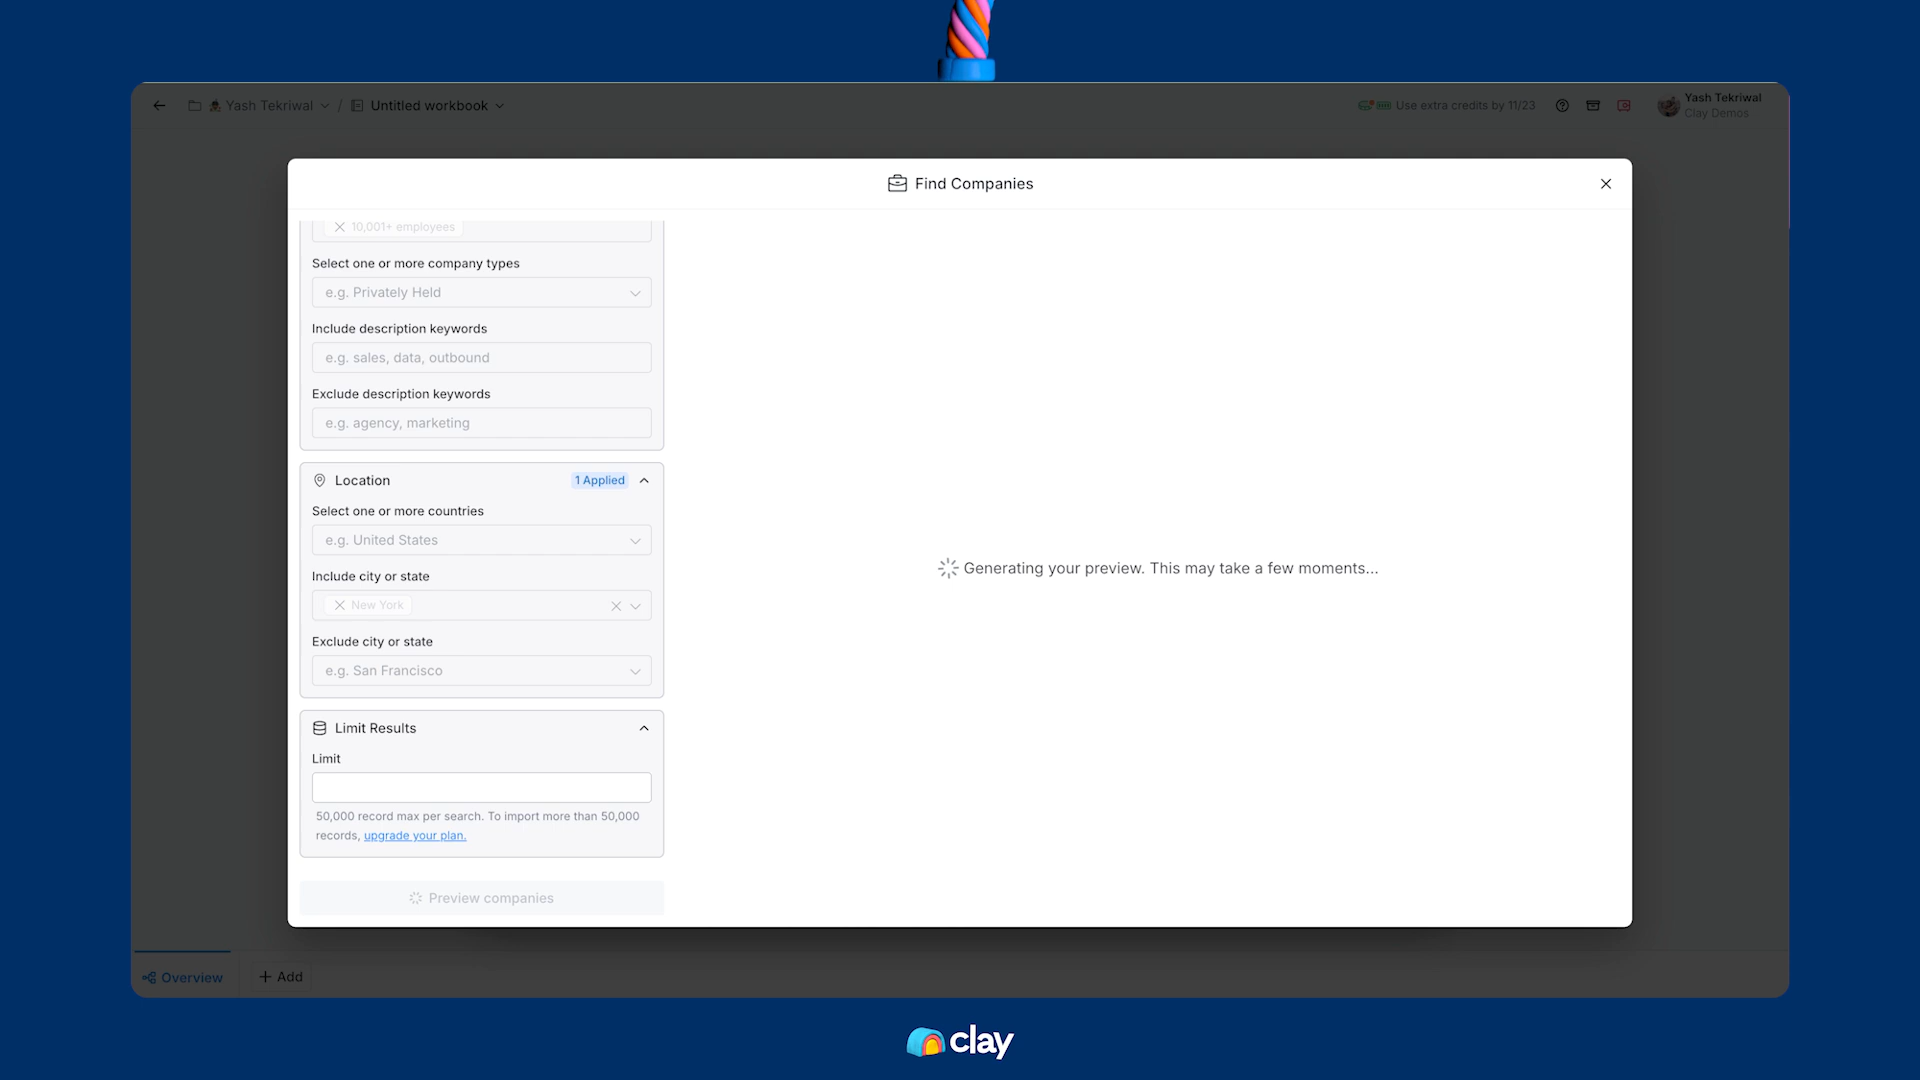 Yash Tekriwal / Untitled workbook
Use extra credits by 11/23
Yash Tekriwal
Clay Demos
Find Companies
10,001+ employees
Select one or more company types
e.g. Privately Held
Include description keywords
e.g. sales, data, outbound
Exclude description keywords
e.g. agency, marketing
Location
1 Applied
Select one or more countries
e.g. United States
Include city or state
New York
Exclude city or state
e.g. San Francisco
Limit Results
Limit
50,000 record max per search. To import more than 50,000
records, upgrade your plan.
Preview companies
Generating your preview. This may take a few moments...
Overview
+ Add
clay